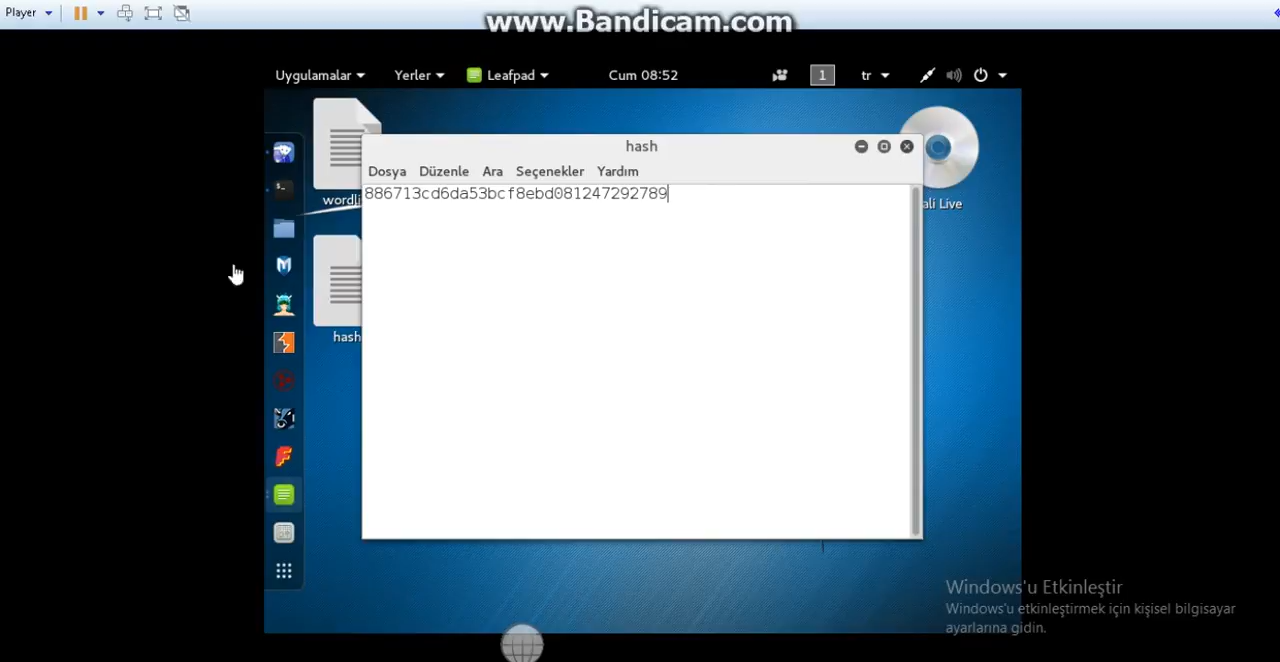 Player
www.Bandicam.com
Uygulamalar Yerler Leafpad Cum 08:52 1 tr
hash
Dosya Düzenle Ara Seçenekler Yardım
886713cd6da53bcf8ebd081247292789
wordli
ali Live
hash
Windows'u Etkinleştir
Windows'u etkinleştirmek için kişisel bilgisayar
ayarlarına gidin.